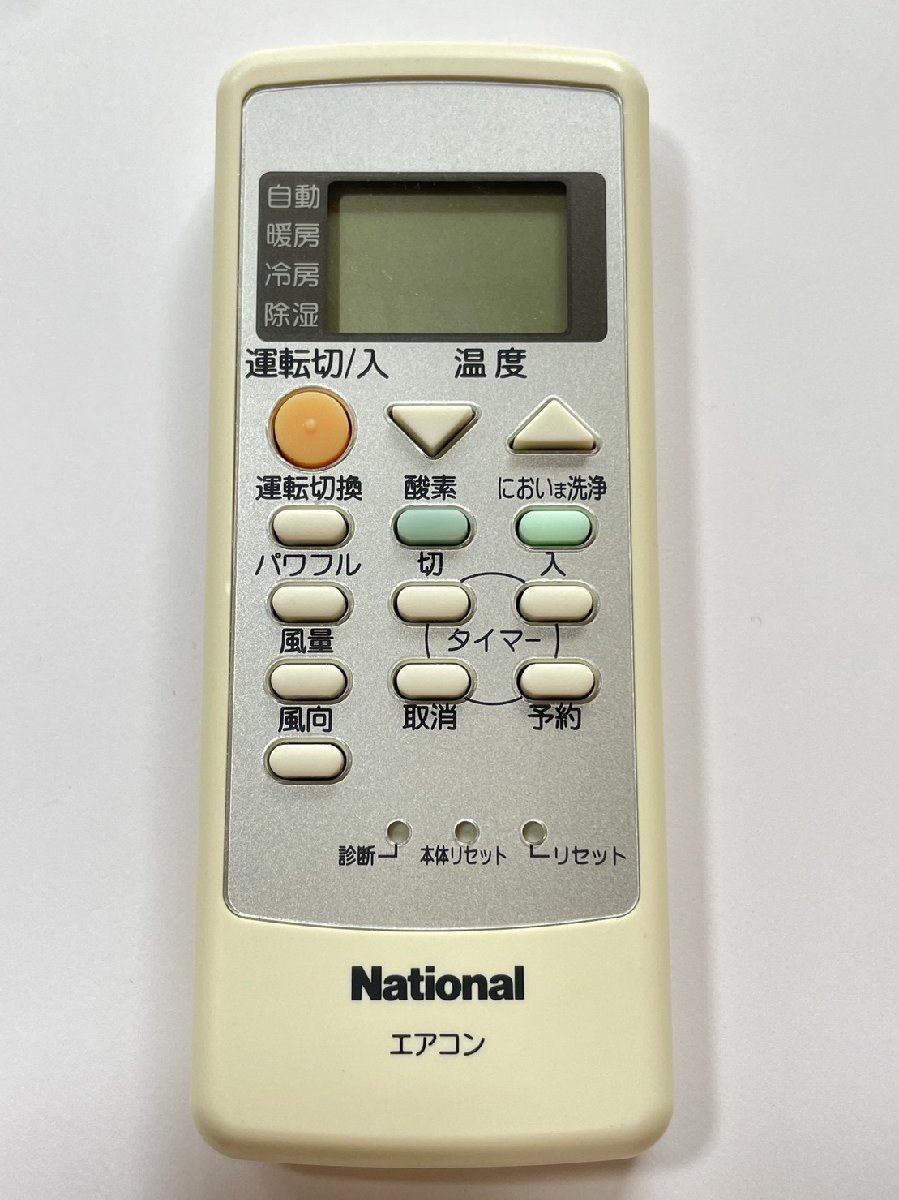 自動
暖房
冷房
除湿
運転切/入 温度
運転切換 酸素 においま洗浄
パワフル 切 入
風量 タイマー
風向 取消 予約
診断 本体リセット リセット
National
エアコン